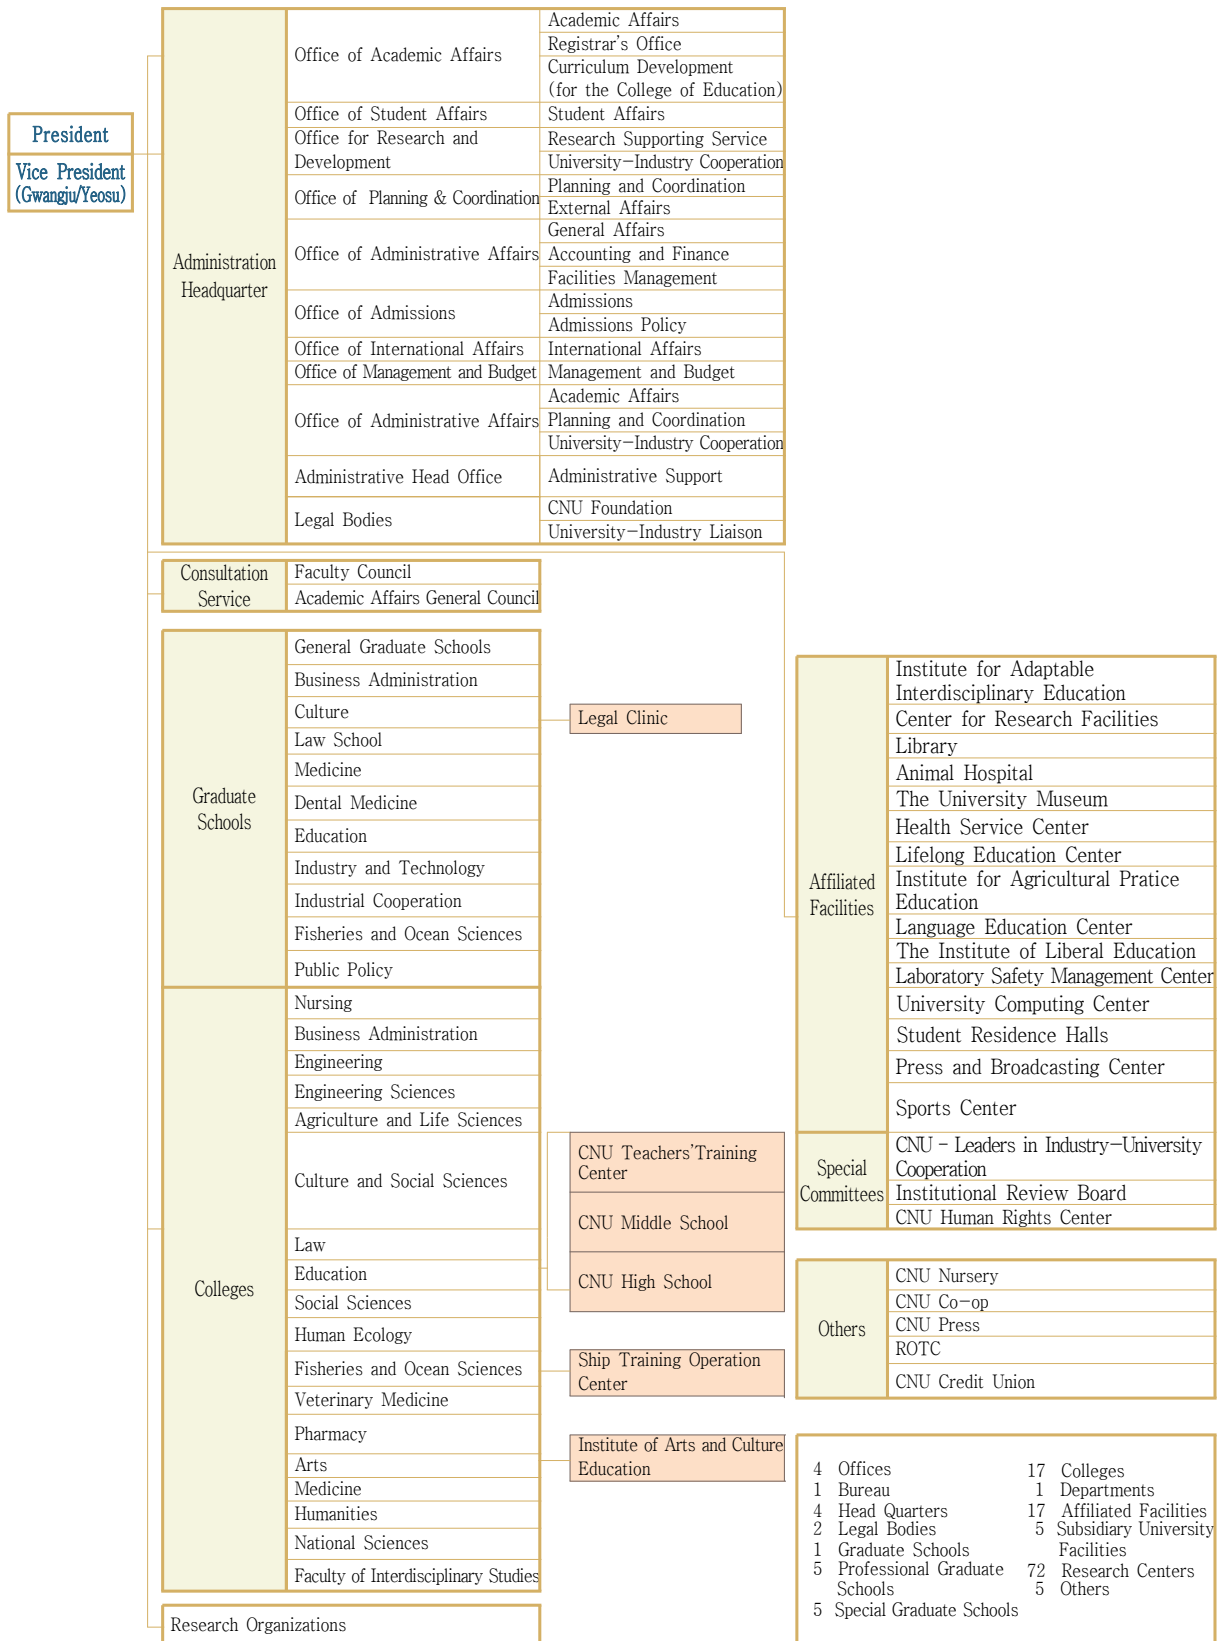 President
Vice President
(Gwangju/Yeosu)
Administration
Headquarter
Office of Academic Affairs
Academic Affairs
Registrar's Office
Curriculum Development
(for the College of Education)
Office of Student Affairs
Student Affairs
Office for Research and
Development
Research Supporting Service
University-Industry Cooperation
Office of Planning & Coordination
Planning and Coordination
External Affairs
Office of Administrative Affairs
General Affairs
Accounting and Finance
Facilities Management
Office of Admissions
Admissions
Admissions Policy
Office of International Affairs
International Affairs
Office of Management and Budget
Management and Budget
Office of Administrative Affairs
Academic Affairs
Planning and Coordination
University-Industry Cooperation
Administrative Head Office
Administrative Support
Legal Bodies
CNU Foundation
University-Industry Liaison
Consultation
Service
Faculty Council
Academic Affairs General Council
Graduate
Schools
General Graduate Schools
Business Administration
Culture
Law School
Medicine
Dental Medicine
Education
Industry and Technology
Industrial Cooperation
Fisheries and Ocean Sciences
Public Policy
Legal Clinic
Colleges
Nursing
Business Administration
Engineering
Engineering Sciences
Agriculture and Life Sciences
Culture and Social Sciences
Law
Education
Social Sciences
Human Ecology
Fisheries and Ocean Sciences
Veterinary Medicine
Pharmacy
Arts
Medicine
Humanities
National Sciences
Faculty of Interdisciplinary Studies
CNU Teachers'Training
Center
CNU Middle School
CNU High School
Ship Training Operation
Center
Institute of Arts and Culture
Education
Research Organizations
Affiliated
Facilities
Institute for Adaptable
Interdisciplinary Education
Center for Research Facilities
Library
Animal Hospital
The University Museum
Health Service Center
Lifelong Education Center
Institute for Agricultural Pratice
Education
Language Education Center
The Institute of Liberal Education
Laboratory Safety Management Center
University Computing Center
Student Residence Halls
Press and Broadcasting Center
Sports Center
Special
Committees
CNU - Leaders in Industry-University
Cooperation
Institutional Review Board
CNU Human Rights Center
Others
CNU Nursery
CNU Co-op
CNU Press
ROTC
CNU Credit Union
4 Offices
1 Bureau
4 Head Quarters
2 Legal Bodies
1 Graduate Schools
5 Professional Graduate
Schools
5 Special Graduate Schools
17 Colleges
1 Departments
17 Affiliated Facilities
5 Subsidiary University
Facilities
72 Research Centers
5 Others